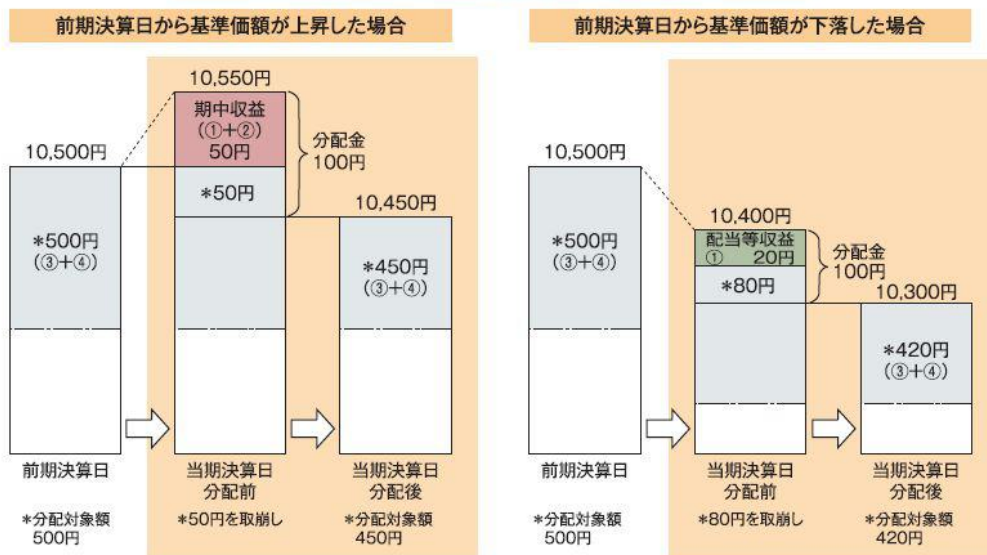 前期決算日から基準価額が上昇した場合
10,550円
期中収益
(①+②)
50円
分配金
100円
10,500円
*50円
10,450円
*500円
(③+④)
*450円
(③+④)
前期決算日
当期決算日
分配前
当期決算日
分配後
*分配対象額
500円
*50円を取崩し
*分配対象額
450円
前期決算日から基準価額が下落した場合
10,500円
10,400円
配当等収益
① 20円
分配金
100円
*500円
(③+④)
*80円
10,300円
*420円
(③+④)
前期決算日
当期決算日
分配前
当期決算日
分配後
*分配対象額
500円
*80円を取崩し
*分配対象額
420円